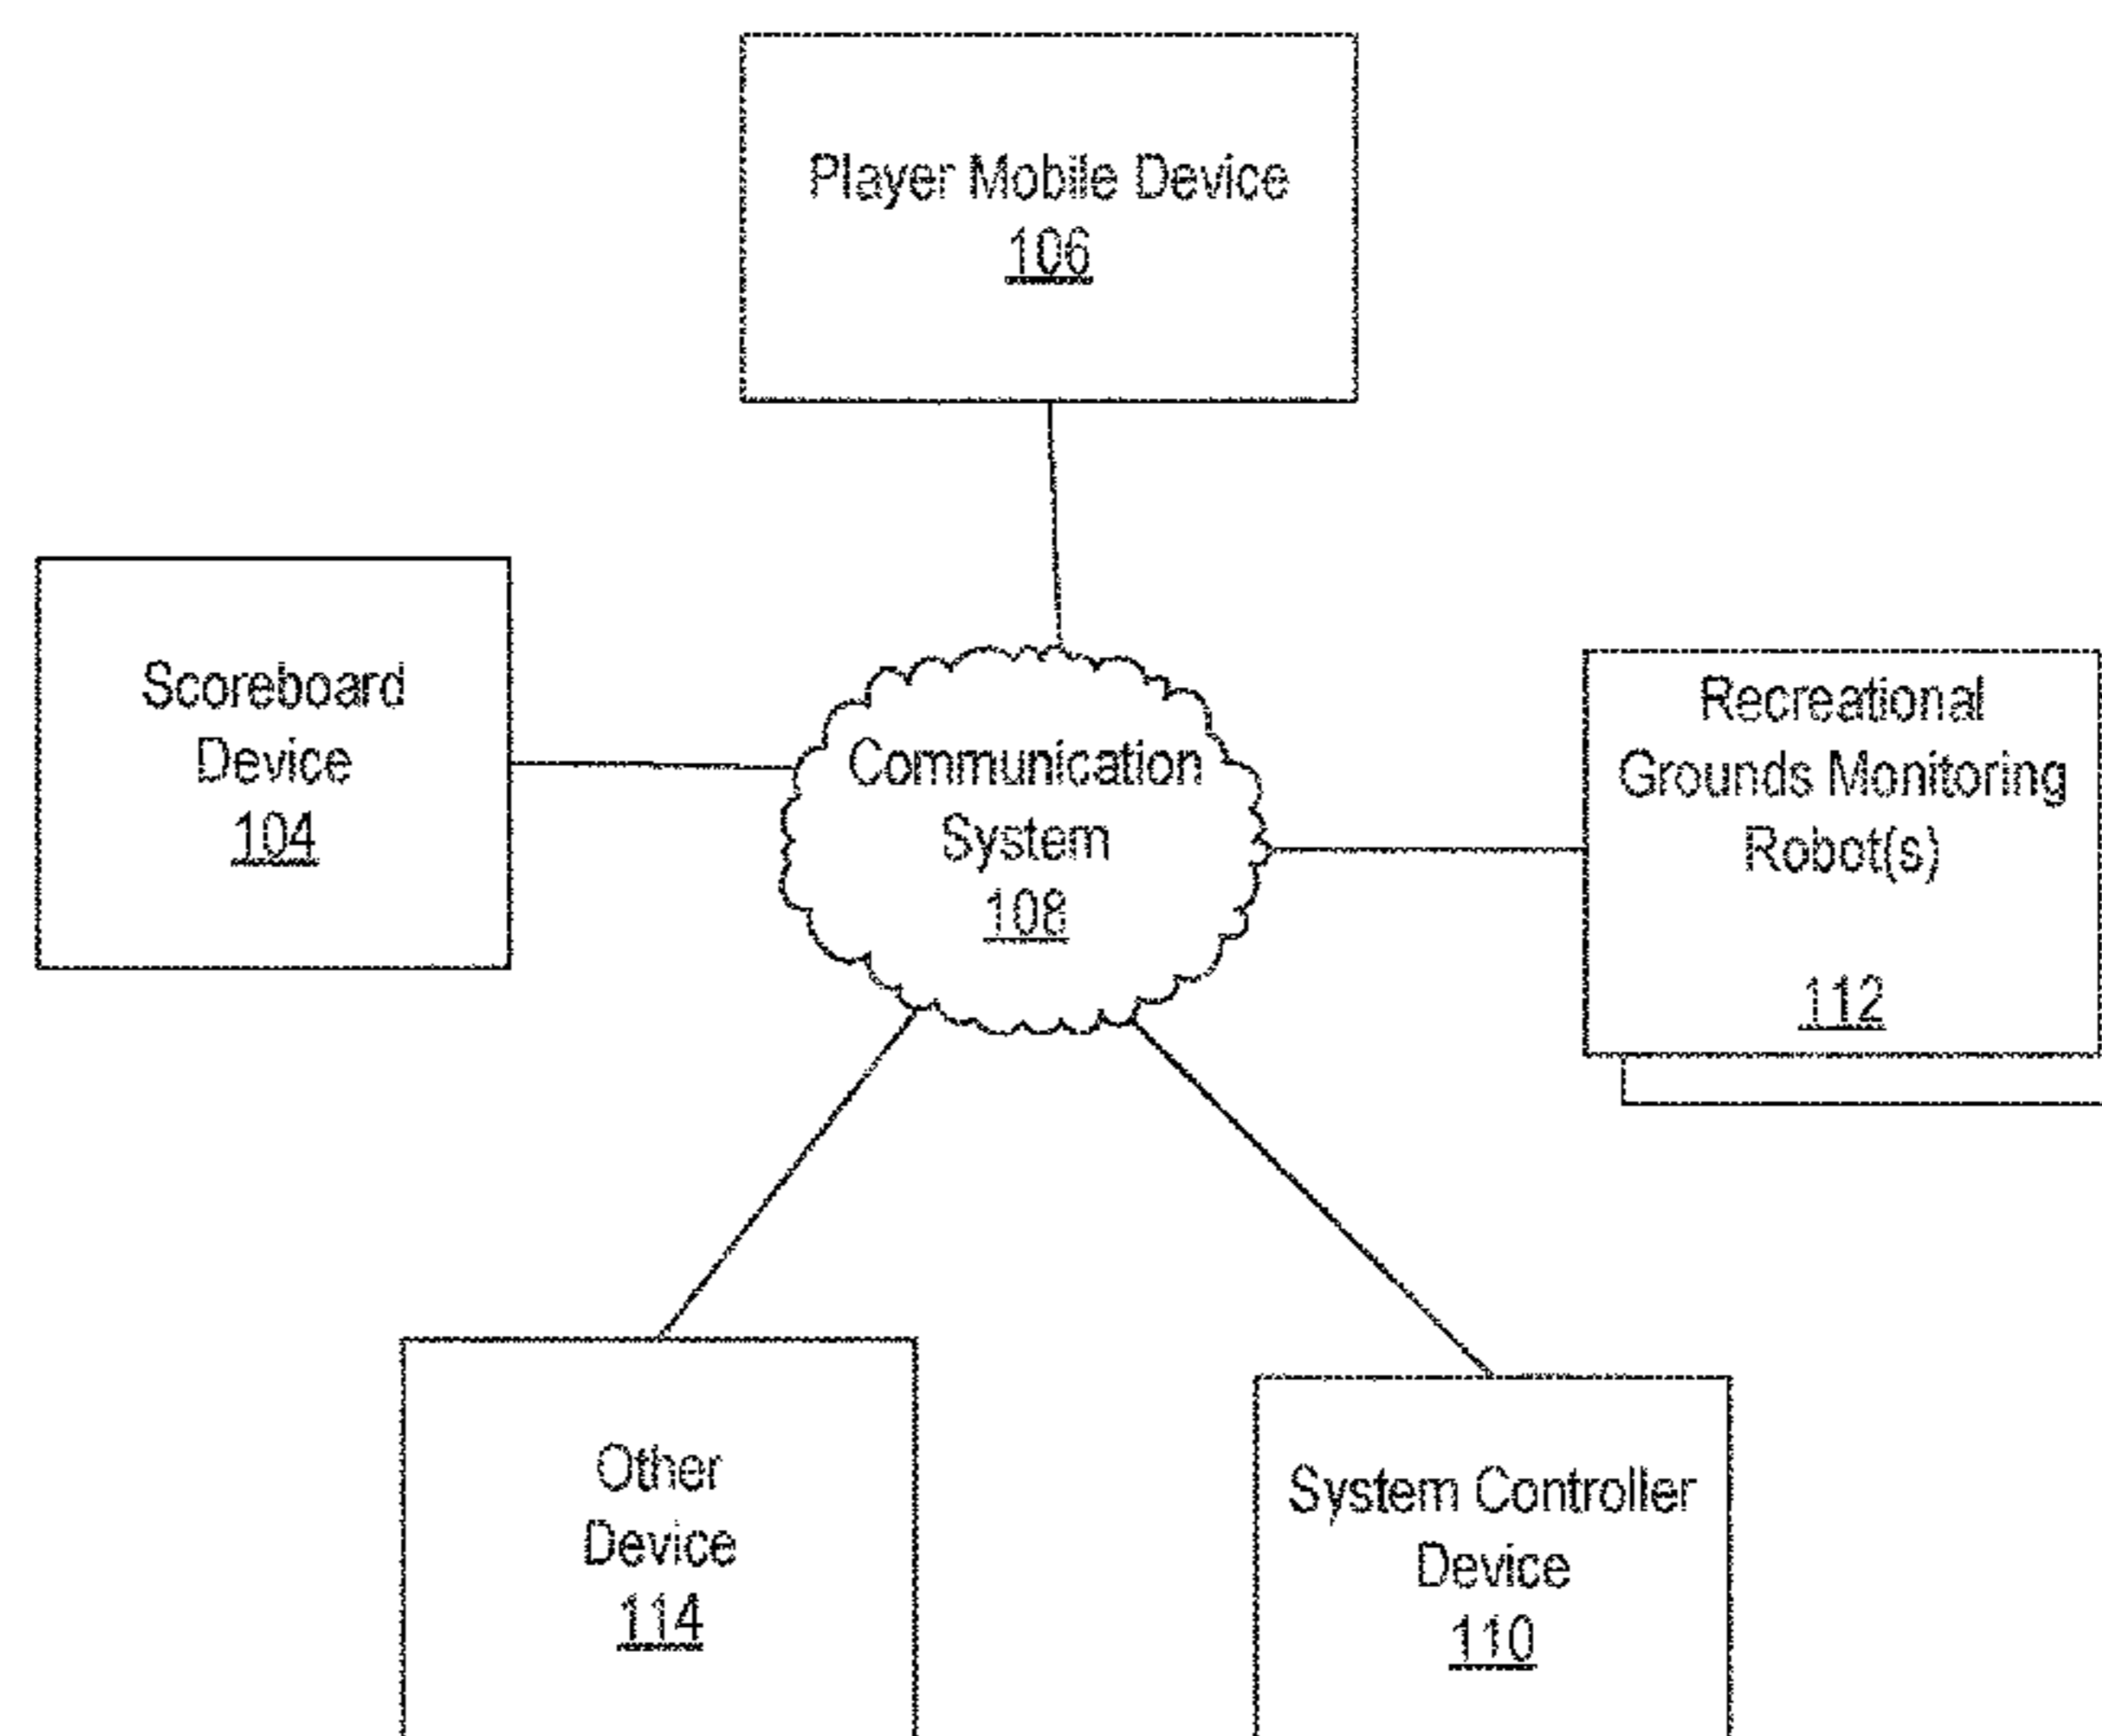 Player Mobile Device
106
Scoreboard
Device
104
Communication
System
108
Recreational
Grounds Monitoring
Robot(s)
112
Other
Device
114
System Controller
Device
110